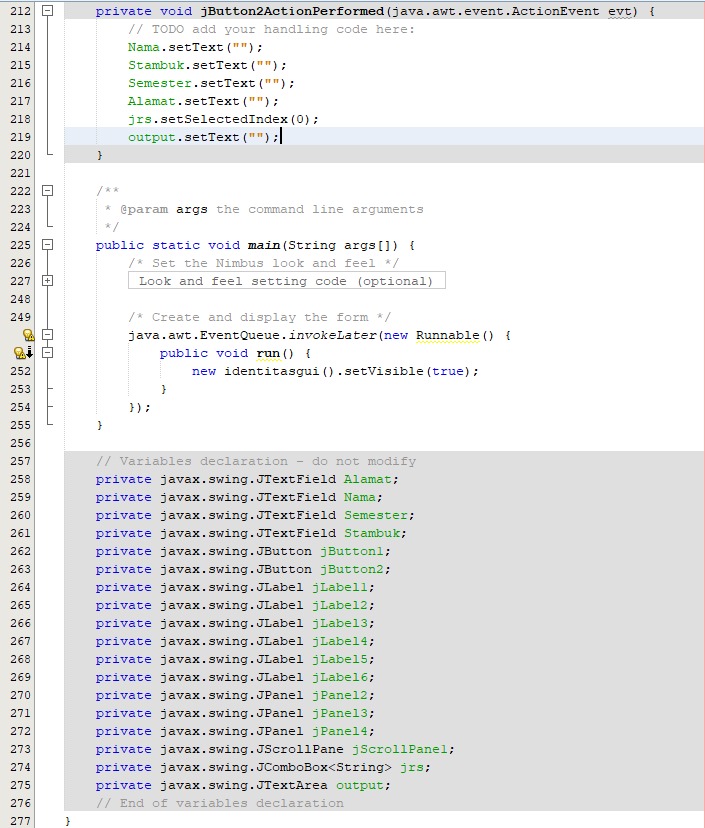 212 private void jButton2ActionPerformed(java.awt.event.ActionEvent evt) {
213 // TODO add your handling code here:
214 Nama.setText("");
215 Stambuk.setText("");
216 Semester.setText("");
217 Alamat.setText("");
218 jrs.setSelectedIndex(0);
219 output.setText("");
220 }
221
222 /**
223 * @param args the command line arguments
224 */
225 public static void main(String args[]) {
226 /* Set the Nimbus look and feel */
227 Look and feel setting code (optional)
248
249 /* Create and display the form */
java.awt.EventQueue.invokeLater(new Runnable() {
public void run() {
252 new identitasgui().setVisible(true);
253 }
254 });
255 }
256
257 // Variables declaration - do not modify
258 private javax.swing.JTextField Alamat;
259 private javax.swing.JTextField Nama;
260 private javax.swing.JTextField Semester;
261 private javax.swing.JTextField Stambuk;
262 private javax.swing.JButton jButton1;
263 private javax.swing.JButton jButton2;
264 private javax.swing.JLabel jLabel1;
265 private javax.swing.JLabel jLabel2;
266 private javax.swing.JLabel jLabel3;
267 private javax.swing.JLabel jLabel4;
268 private javax.swing.JLabel jLabel5;
269 private javax.swing.JLabel jLabel6;
270 private javax.swing.JPanel jPanel2;
271 private javax.swing.JPanel jPanel3;
272 private javax.swing.JPanel jPanel4;
273 private javax.swing.JScrollPane jScrollPane1;
274 private javax.swing.JComboBox<String> jrs;
275 private javax.swing.JTextArea output;
276 // End of variables declaration
277 }